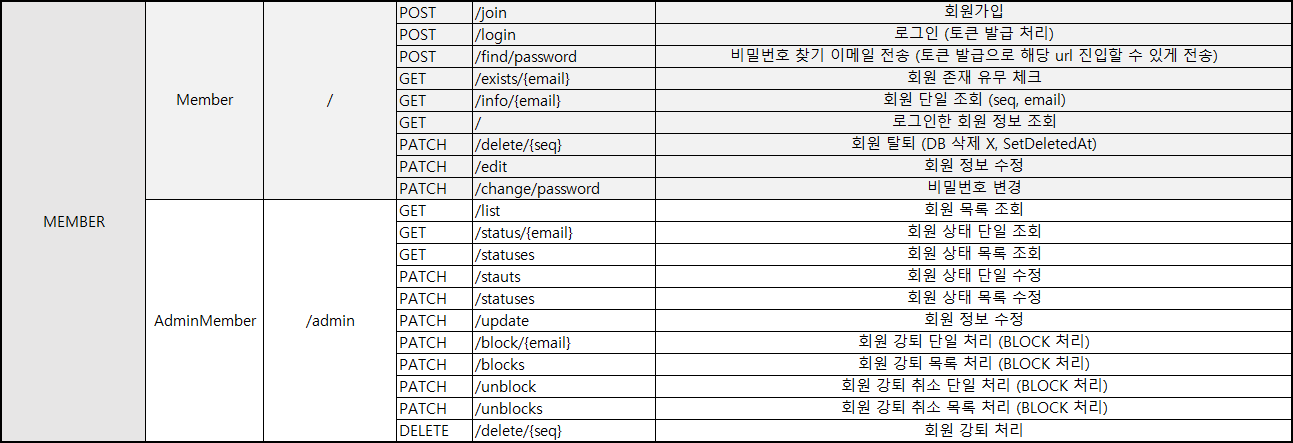 MEMBER
Member
/
POST /join 회원가입
POST /login 로그인 (토큰 발급 처리)
POST /find/password 비밀번호 찾기 이메일 전송 (토큰 발급으로 해당 url 진입할 수 있게 전송)
GET /exists/{email} 회원 존재 유무 체크
GET /info/{email} 회원 단일 조회 (seq, email)
GET / 로그인한 회원 정보 조회
PATCH /delete/{seq} 회원 탈퇴 (DB 삭제 X, SetDeletedAt)
PATCH /edit 회원 정보 수정
PATCH /change/password 비밀번호 변경
AdminMember
/admin
GET /list 회원 목록 조회
GET /status/{email} 회원 상태 단일 조회
GET /statuses 회원 상태 목록 조회
PATCH /stauts 회원 상태 단일 수정
PATCH /statuses 회원 상태 목록 수정
PATCH /update 회원 정보 수정
PATCH /block/{email} 회원 강퇴 단일 처리 (BLOCK 처리)
PATCH /blocks 회원 강퇴 목록 처리 (BLOCK 처리)
PATCH /unblock 회원 강퇴 취소 단일 처리 (BLOCK 처리)
PATCH /unblocks 회원 강퇴 취소 목록 처리 (BLOCK 처리)
DELETE /delete/{seq} 회원 강퇴 처리